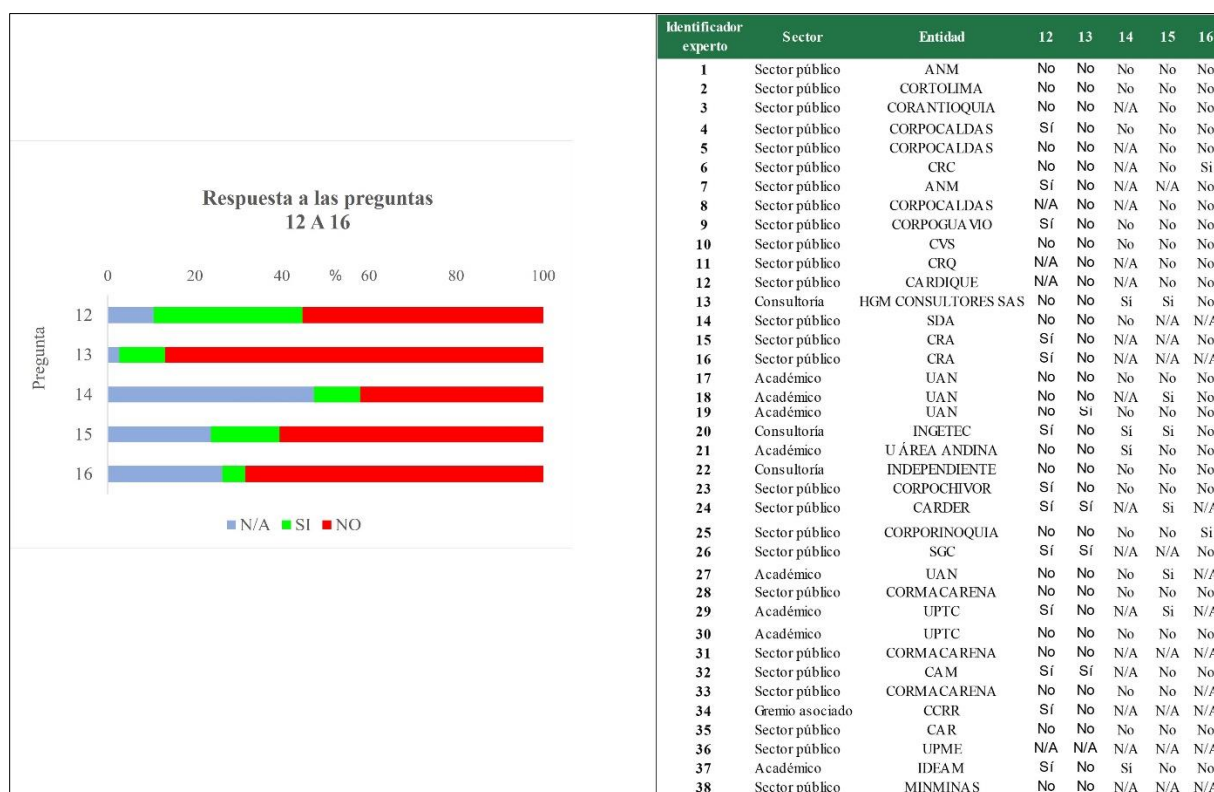 Respuesta a las preguntas
12 A 16
0 20 40 % 60 80 100
Pregunta
12
13
14
15
16
N/A SI NO
Identificador experto Sector Entidad 12 13 14 15 16
1 Sector público ANM No No No No No
2 Sector público CORTOLIMA No No No No No
3 Sector público CORANTIOQUIA No No N/A No No
4 Sector público CORPOCALDAS Sí No No No No
5 Sector público CORPOCALDAS No No N/A No No
6 Sector público CRC No No N/A No Si
7 Sector público ANM Sí No N/A N/A No
8 Sector público CORPOCALDAS N/A No N/A No No
9 Sector público CORPOGUAVIO Sí No No No No
10 Sector público CVS No No No No No
11 Sector público CRQ N/A No N/A No No
12 Sector público CARDIQUE N/A No N/A No No
13 Consultoría HGM CONSULTORES SAS No No Si Si No
14 Sector público SDA No No No N/A N/A
15 Sector público CRA Sí No N/A N/A No
16 Sector público CRA Sí No N/A N/A N/A
17 Académico UAN No No No No No
18 Académico UAN No No N/A Si No
19 Académico UAN No Sí No No No
20 Consultoría INGETEC Sí No Si Si No
21 Académico U ÁREA ANDINA No No Si No No
22 Consultoría INDEPENDIENTE No No No No No
23 Sector público CORPOCHIVOR Sí No No No No
24 Sector público CARDER Sí Sí N/A Si N/A
25 Sector público CORPORINOQUIA No No No No Si
26 Sector público SGC Sí Sí N/A N/A No
27 Académico UAN No No No Si N/A
28 Sector público CORMACARENA No No No No No
29 Académico UPTC Sí No N/A Si N/A
30 Académico UPTC No No No No No
31 Sector público CORMACARENA No No N/A N/A N/A
32 Sector público CAM Sí Sí N/A No No
33 Sector público CORMACARENA No No No No N/A
34 Gremio asociado CCRR Sí No N/A N/A N/A
35 Sector público CAR No No No No No
36 Sector público UPME N/A N/A N/A N/A N/A
37 Académico IDEAM Sí No Si No No
38 Sector público MINMINAS No No N/A N/A N/A